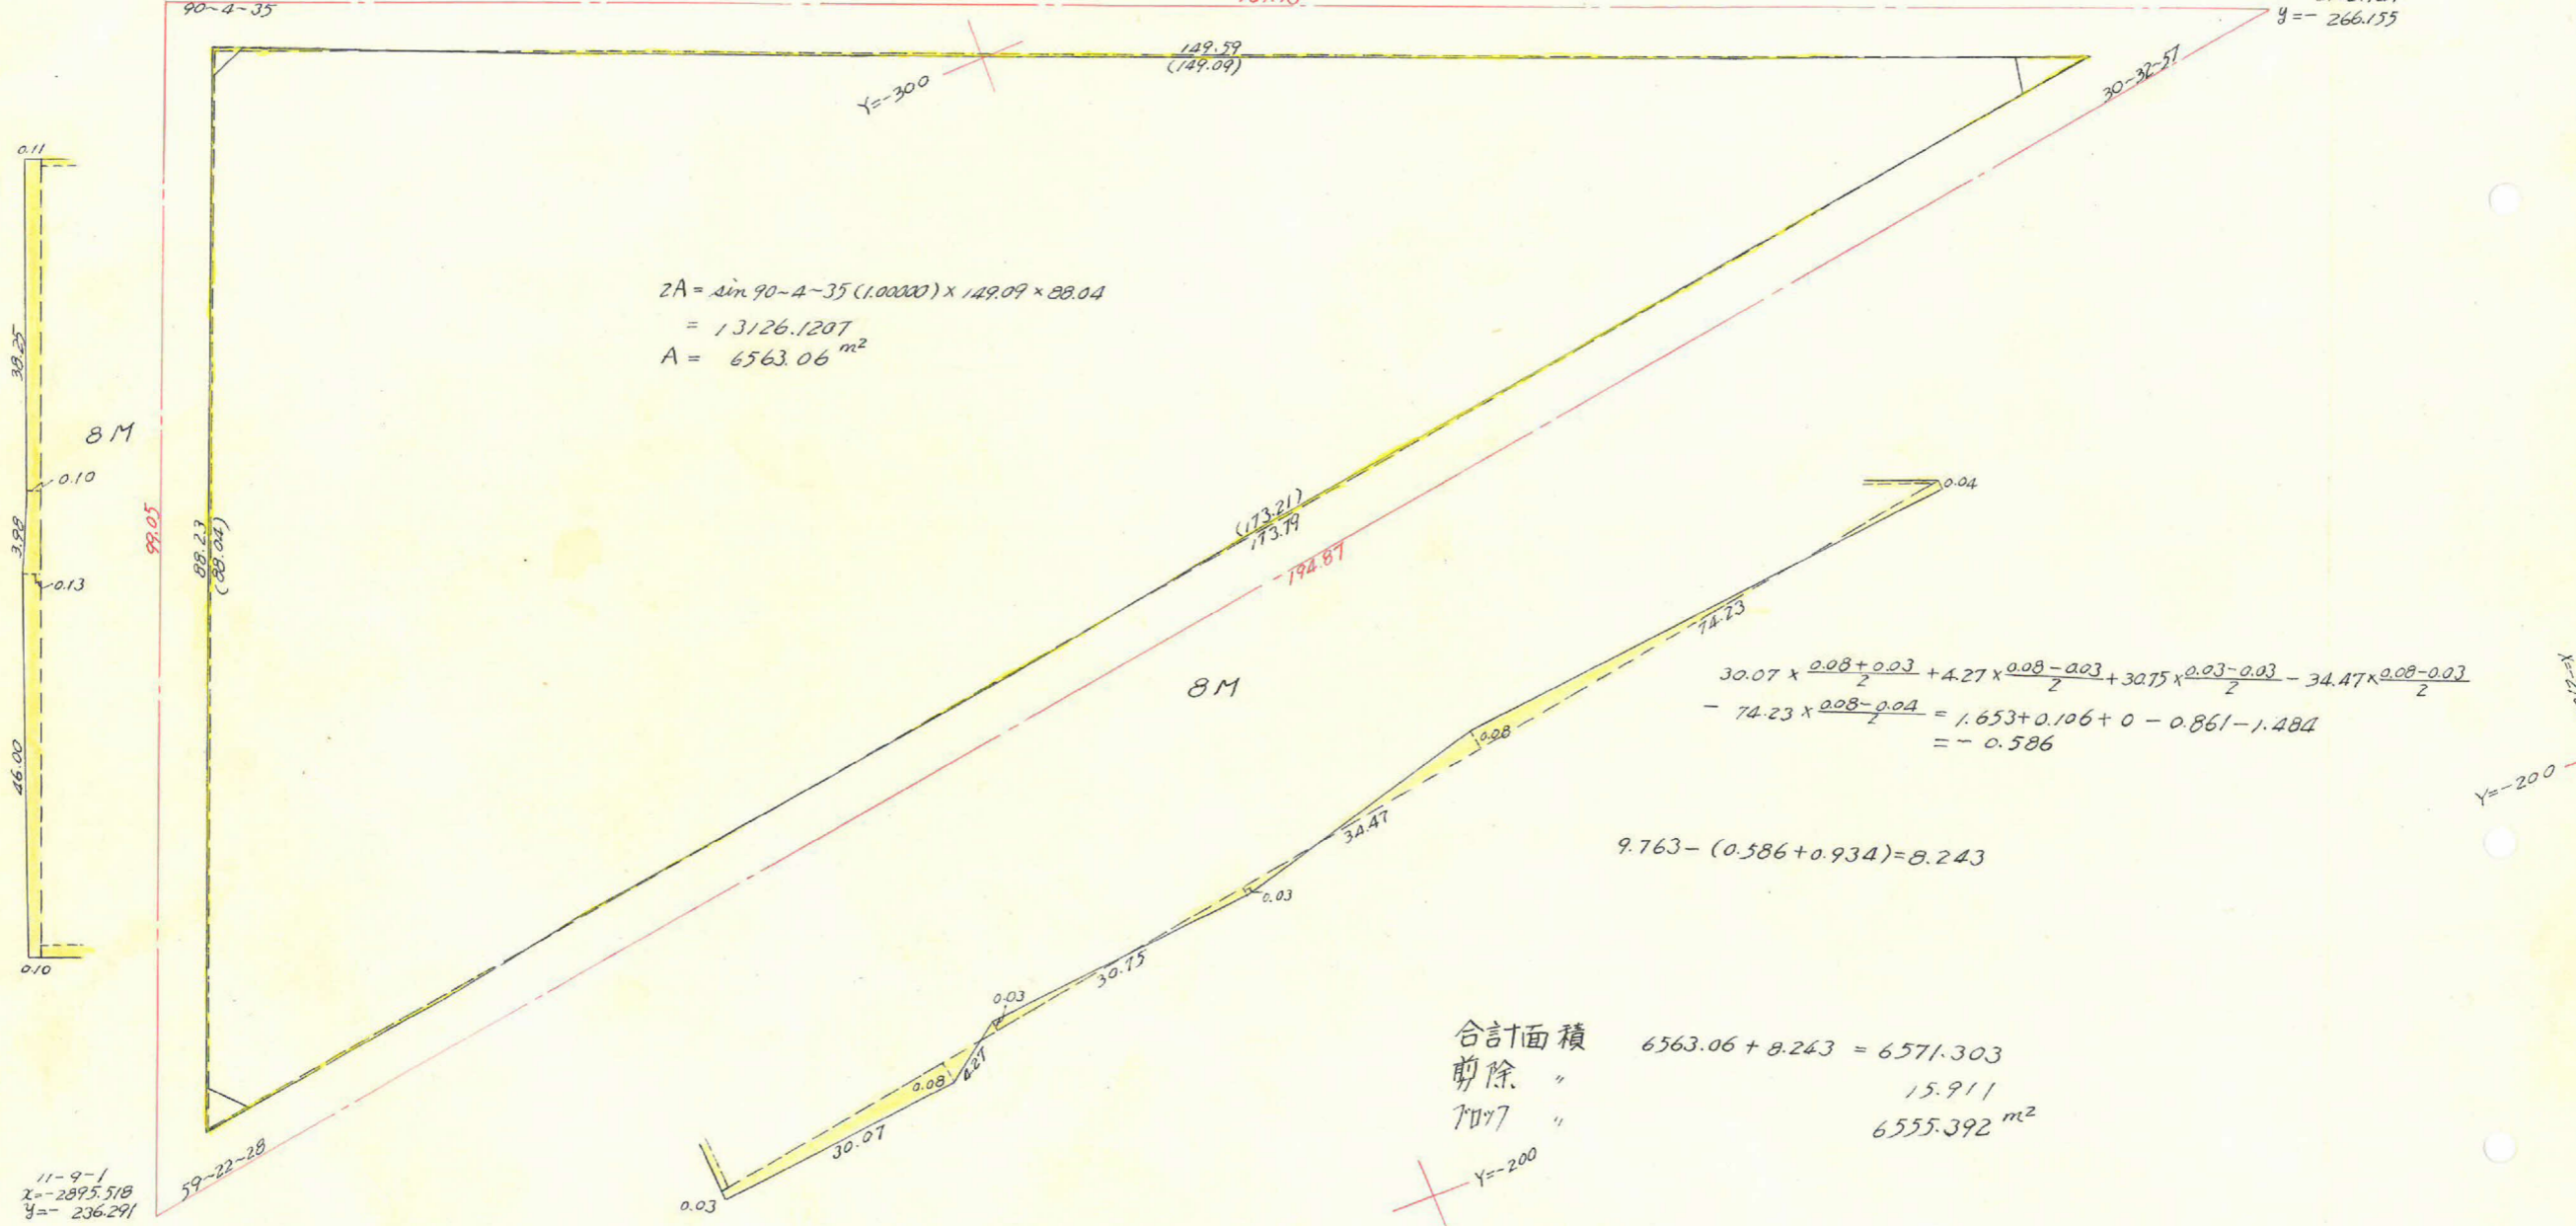 90~4~35
y=- 266.155
149.59
(149.09)
Y=-300
30-32-57
0.11
38.25
8M
0.10
3.98
0.13
46.00
0.10
99.05
88.23
(88.04)
2A = sin 90~4~35 (1.00000) × 149.09 × 88.04
= 13126.1207
A = 6563.06 m²
(173.21)
173.79
194.87
8M
0.04
74.23
0.08
34.47
0.03
30.75
0.03
4.27
0.08
30.07
0.03
30.07 × (0.08+0.03)/2 + 4.27 × (0.08-0.03)/2 + 30.75 × (0.03-0.03)/2 - 34.47 × (0.08-0.03)/2
- 74.23 × (0.08-0.04)/2 = 1.653+0.106+0-0.861-1.484
= - 0.586
Y=-200
9.763-(0.586+0.934)=8.243
合計面積 6563.06 + 8.243 = 6571.303
剪除 〃 15.911
ブロック 〃 6555.392 m²
Y=-200
59~22~28
11-9-1
x=-2895.518
y=- 236.291